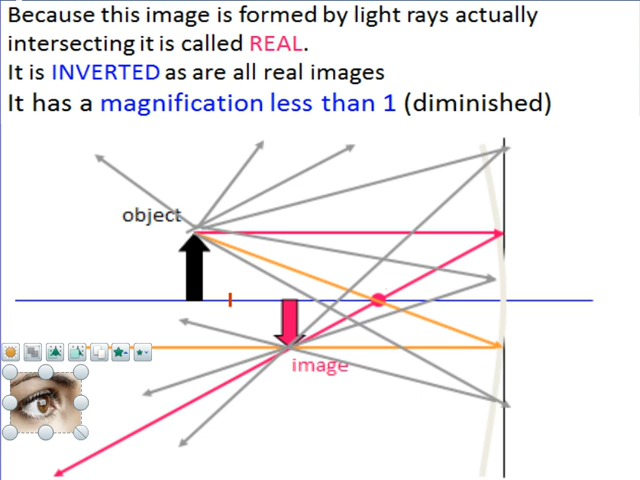 Because this image is formed by light rays actually
intersecting it is called REAL.
It is INVERTED as are all real images
It has a magnification less than 1 (diminished)
object
image